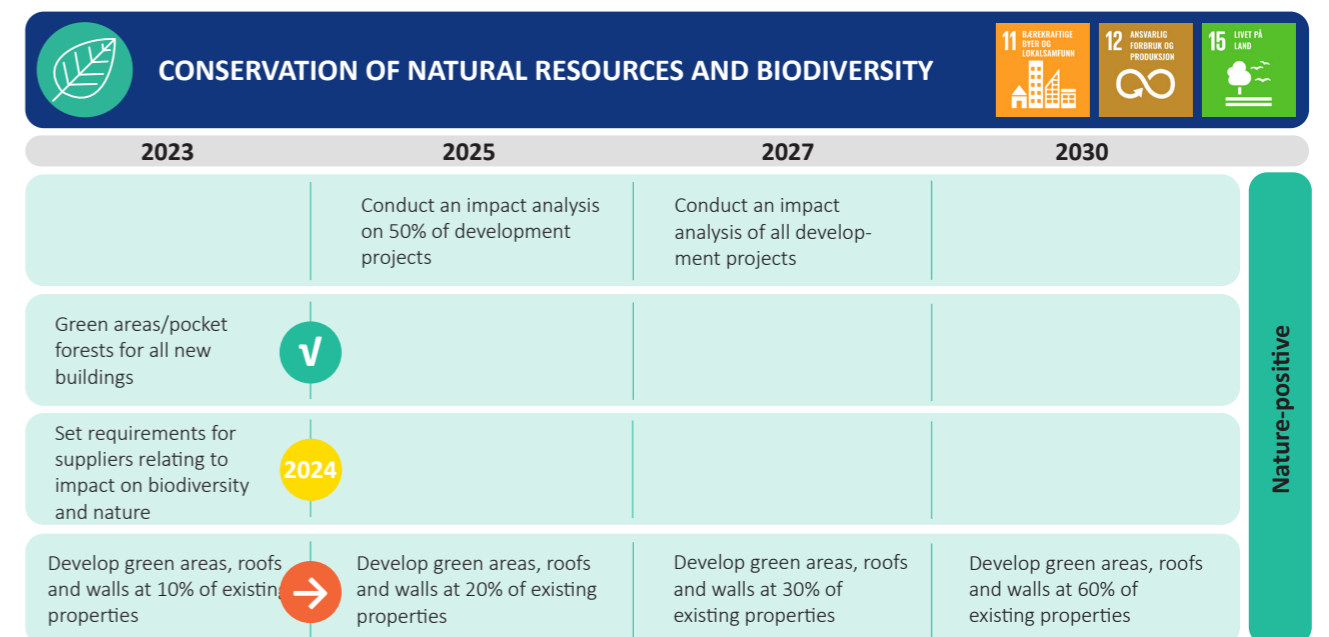 CONSERVATION OF NATURAL RESOURCES AND BIODIVERSITY
11 BÆREKRAFTIGE
BYER OG
LOKALSAMFUNN
12 ANSVARLIG
FORBRUK OG
PRODUKSJON
15 LIVET PÅ
LAND
2023
2025
2027
2030
Conduct an impact analysis
on 50% of development
projects
Conduct an impact
analysis of all develop-
ment projects
Green areas/pocket
forests for all new
buildings
√
Set requirements for
suppliers relating to
impact on biodiversity
and nature
2024
Develop green areas, roofs
and walls at 10% of existin
properties
→
Develop green areas, roofs
and walls at 20% of existing
properties
Develop green areas, roofs
and walls at 30% of
existing properties
Develop green areas, roofs
and walls at 60% of
existing properties
Nature-positive